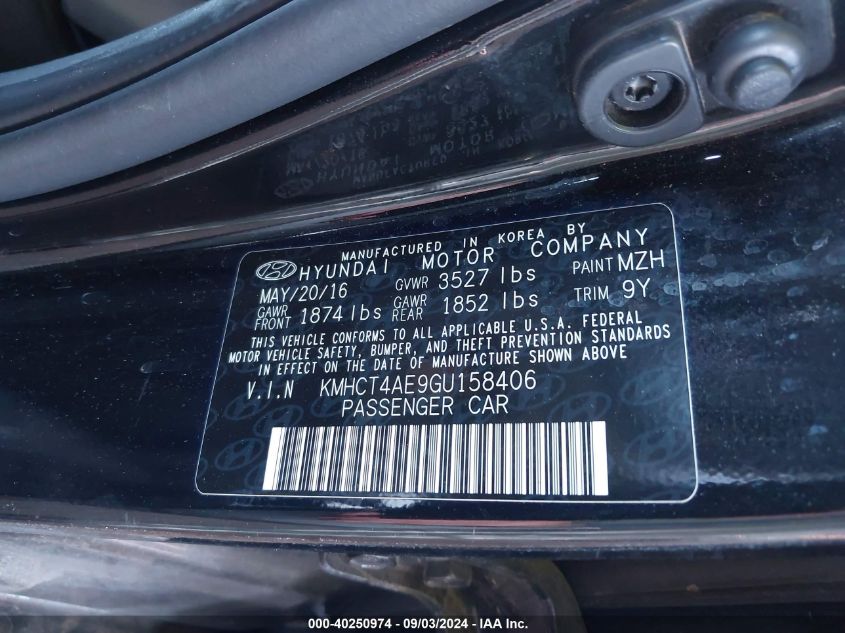 MANUFACTURED IN KOREA BY
HYUNDAI MOTOR COMPANY
MAY/20/16 GVWR 3527 lbs PAINT MZH
GAWR FRONT 1874 lbs GAWR REAR 1852 lbs TRIM 9Y
THIS VEHICLE CONFORMS TO ALL APPLICABLE U.S.A. FEDERAL
MOTOR VEHICLE SAFETY, BUMPER, AND THEFT PREVENTION STANDARDS
IN EFFECT ON THE DATE OF MANUFACTURE SHOWN ABOVE
V.I.N KMHCT4AE9GU158406
PASSENGER CAR
000-40250974 - 09/03/2024 - IAA Inc.